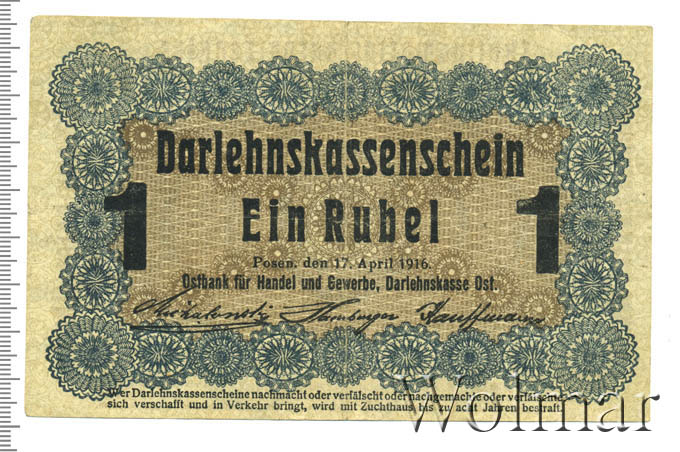 Darlehnskassenschein
1 Ein Rubel 1
Posen, den 17. April 1916.
Ostbank für Handel und Gewerbe, Darlehnskasse Ost.
Kauffmann
Wer Darlehnskassenscheine nachmacht oder verfälscht oder nachgemachte oder verfälschte
sich verschafft und in Verkehr bringt, wird mit Zuchthaus bis zu acht Jahren bestraft.
Wolmar